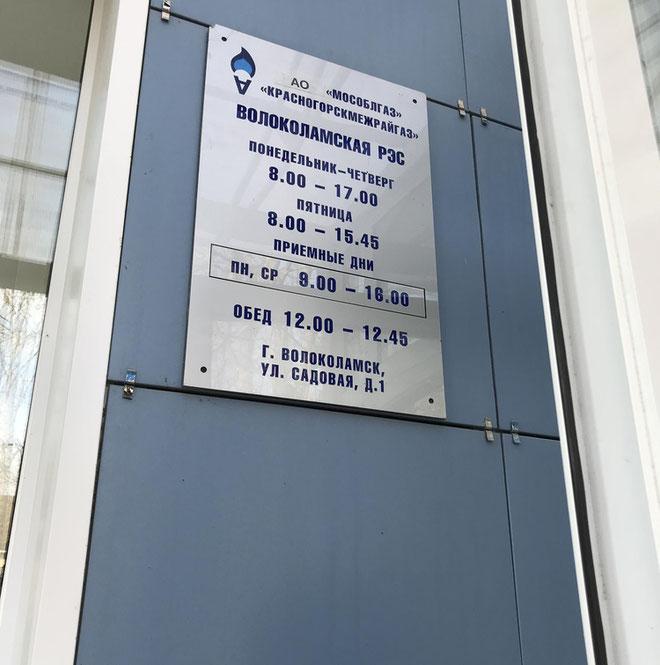 АО «МОСОБЛГАЗ»
«КРАСНОГОРСКМЕЖРАЙГАЗ»
ВОЛОКОЛАМСКАЯ РЭС
ПОНЕДЕЛЬНИК–ЧЕТВЕРГ
8.00 – 17.00
ПЯТНИЦА
8.00 – 15.45
ПРИЕМНЫЕ ДНИ
ПН, СР 9.00 – 16.00
ОБЕД 12.00 – 12.45
Г. ВОЛОКОЛАМСК,
УЛ. САДОВАЯ, Д.1